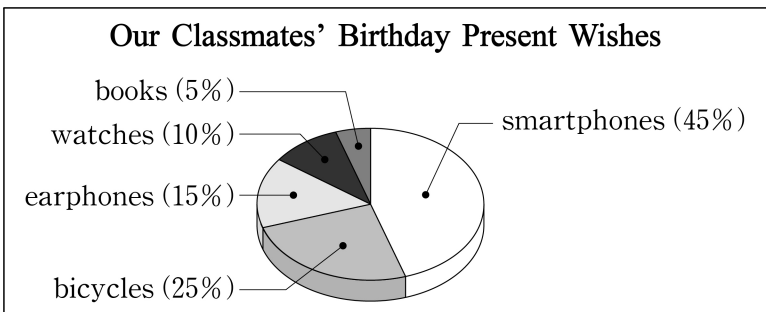 Our Classmates’ Birthday Present Wishes
books (5%)
watches (10%)
smartphones (45%)
earphones (15%)
bicycles (25%)